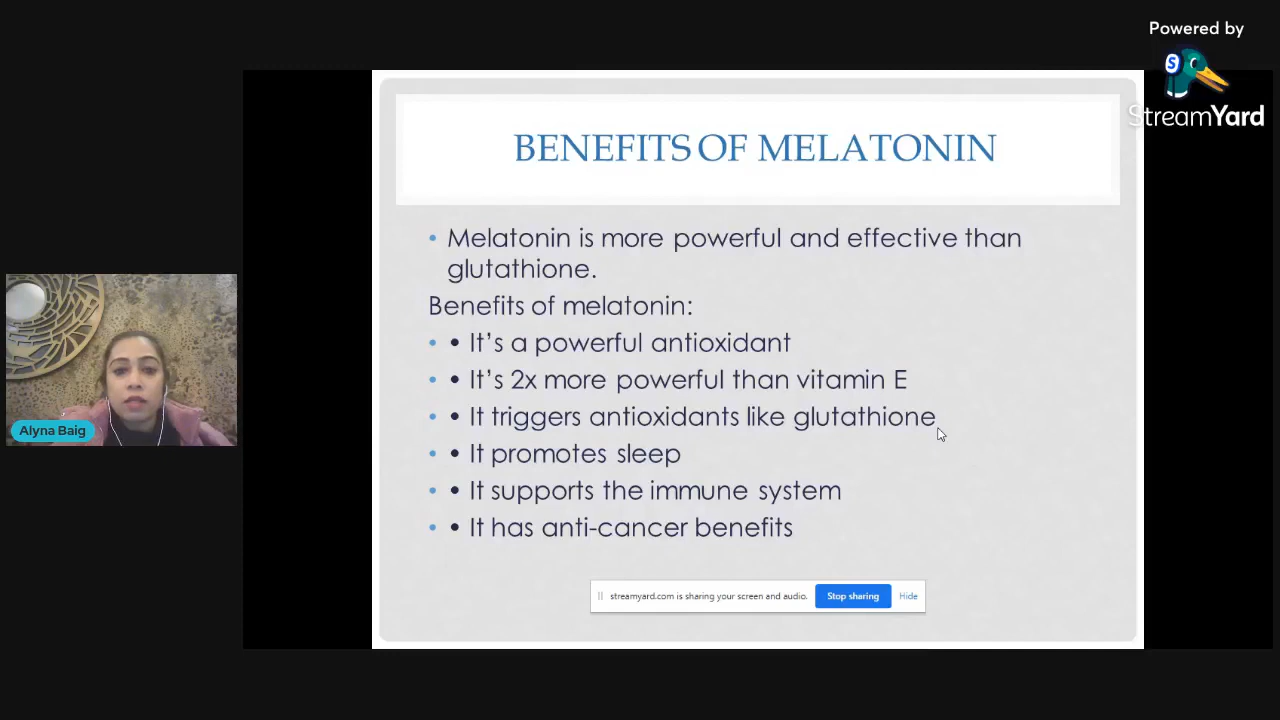 Powered by
StreamYard
BENEFITS OF MELATONIN
• Melatonin is more powerful and effective than
glutathione.
Benefits of melatonin:
• • It's a powerful antioxidant
• • It's 2x more powerful than vitamin E
• • It triggers antioxidants like glutathione
• • It promotes sleep
• • It supports the immune system
• • It has anti-cancer benefits
Alyna Baig
streamyard.com is sharing your screen and audio. Stop sharing Hide